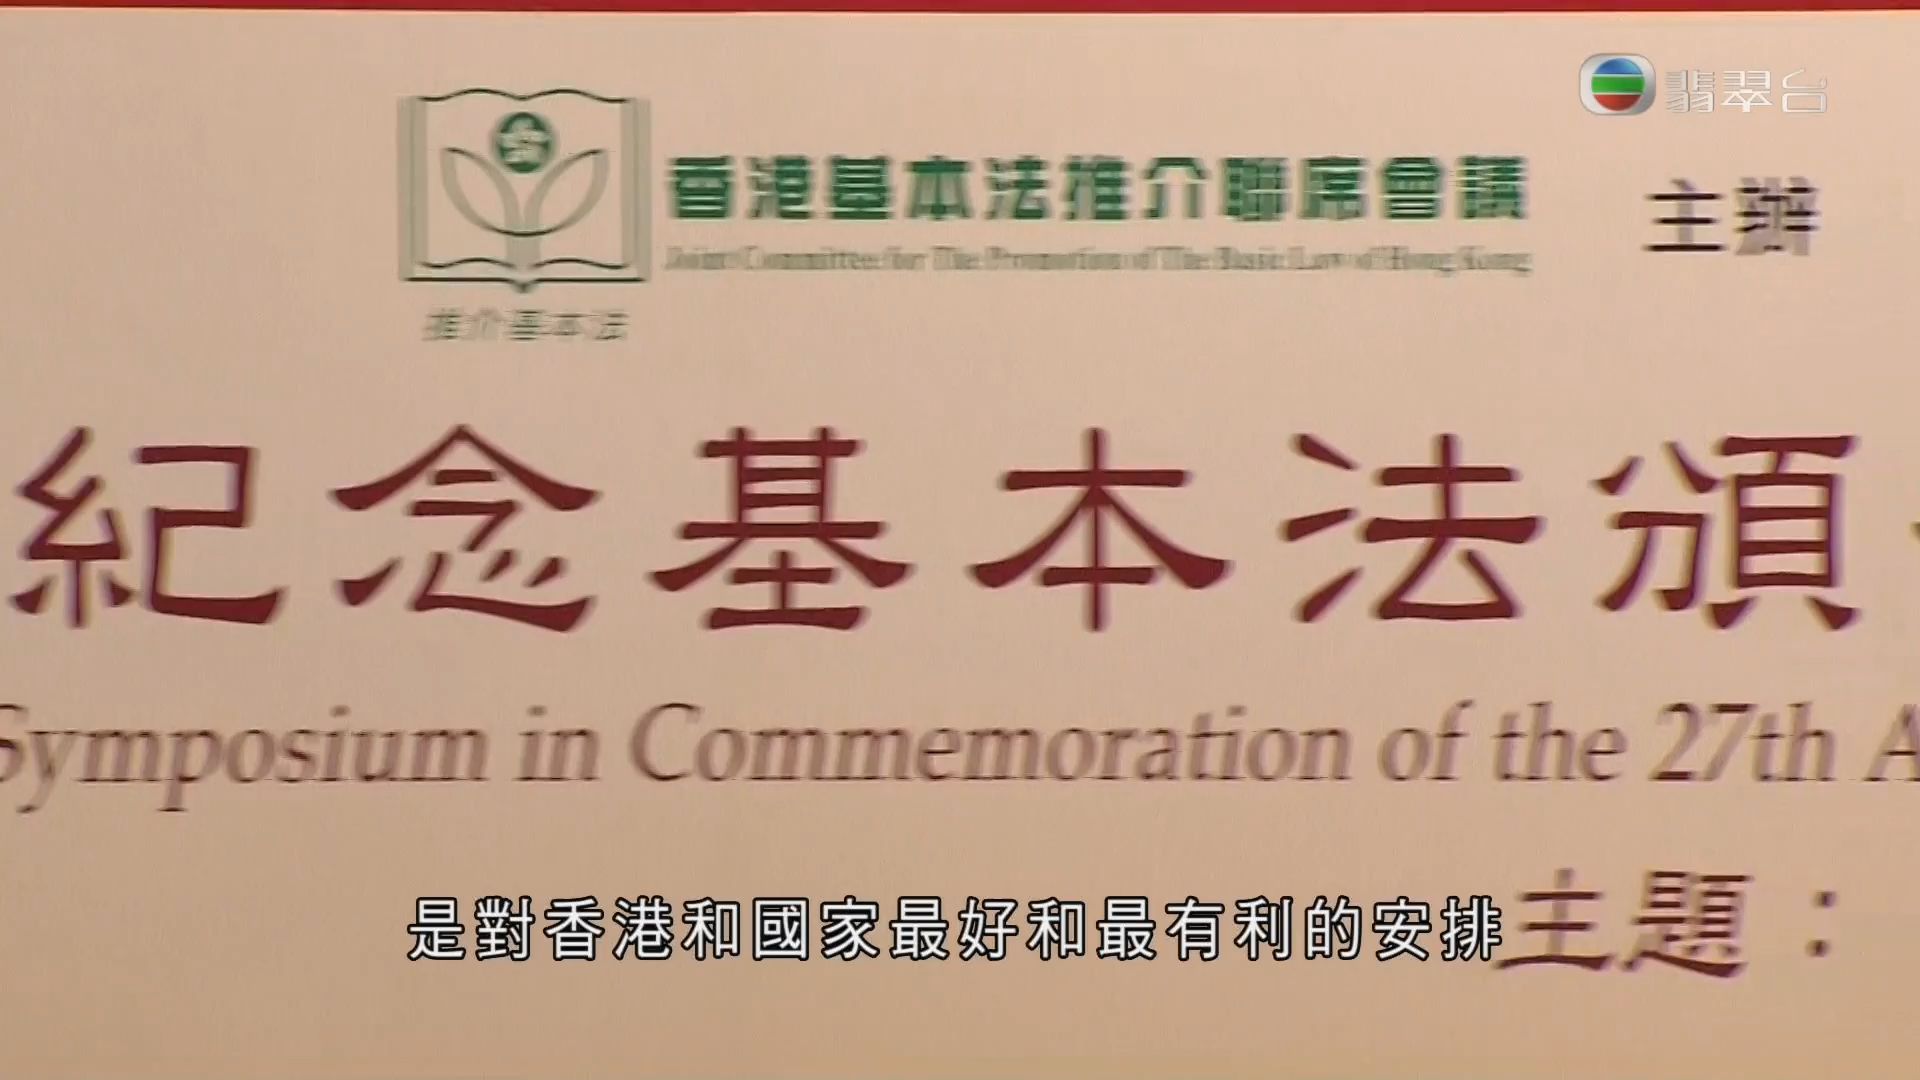 翡翠台
香港基本法推介聯席會議
主辦
Joint Committee for The Promotion of The Basic Law of Hong Kong
推介基本法
紀念基本法頒
Symposium in Commemoration of the 27th A
主題：
是對香港和國家最好和最有利的安排